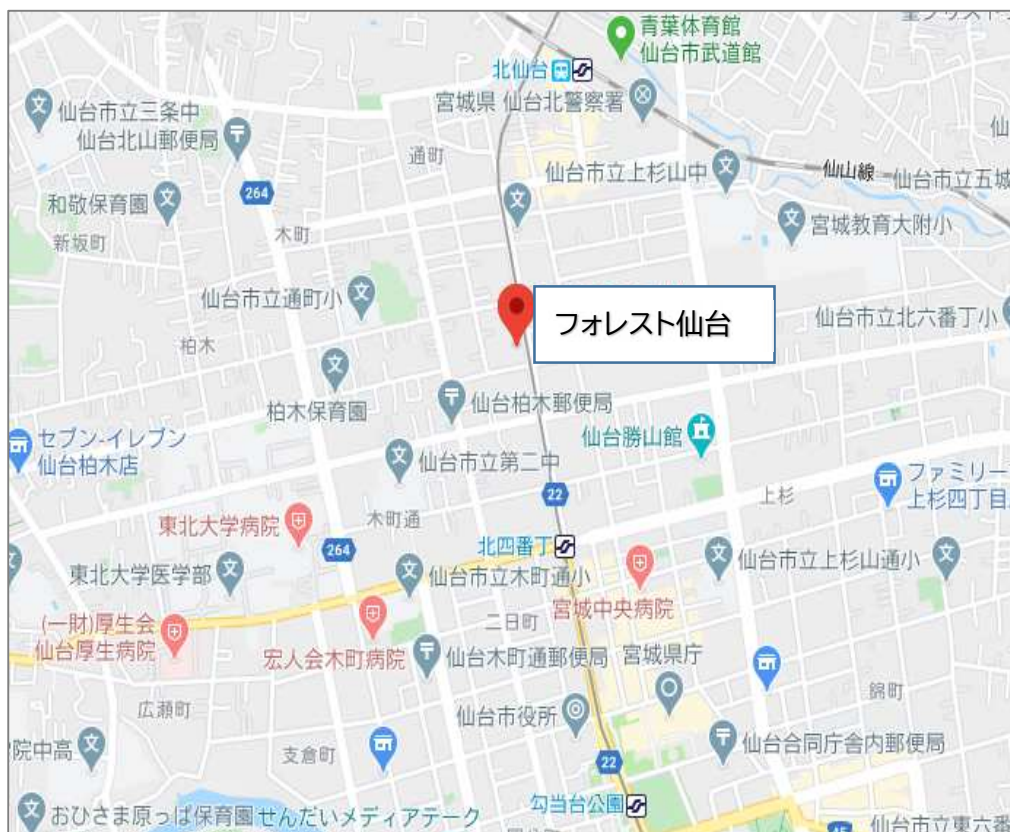 青葉体育館
仙台市武道館
北仙台
宮城県 仙台北警察署
仙台市立三条中
仙台北山郵便局
通町
仙台市立上杉山中
仙山線
仙台市立五城
264
和敬保育園
新坂町
木町
宮城教育大附小
仙台市立通町小
フォレスト仙台
仙台市立北六番丁小
柏木
柏木保育園
仙台柏木郵便局
仙台勝山館
セブン-イレブン
仙台柏木店
仙台市立第二中
ファミリー
上杉四丁目
22
上杉
東北大学病院
木町通
264
北四番丁
東北大学医学部
仙台市立木町通小
仙台市立上杉山通小
宮城中央病院
二日町
(一財)厚生会
仙台厚生病院
宏人会木町病院
仙台木町通郵便局
宮城県庁
錦町
広瀬町
仙台市役所
仙台合同庁舎内郵便局
支倉町
院中高
22
勾当台公園
おひさま原っぱ保育園
せんだいメディアテーク
仙台市立東六番